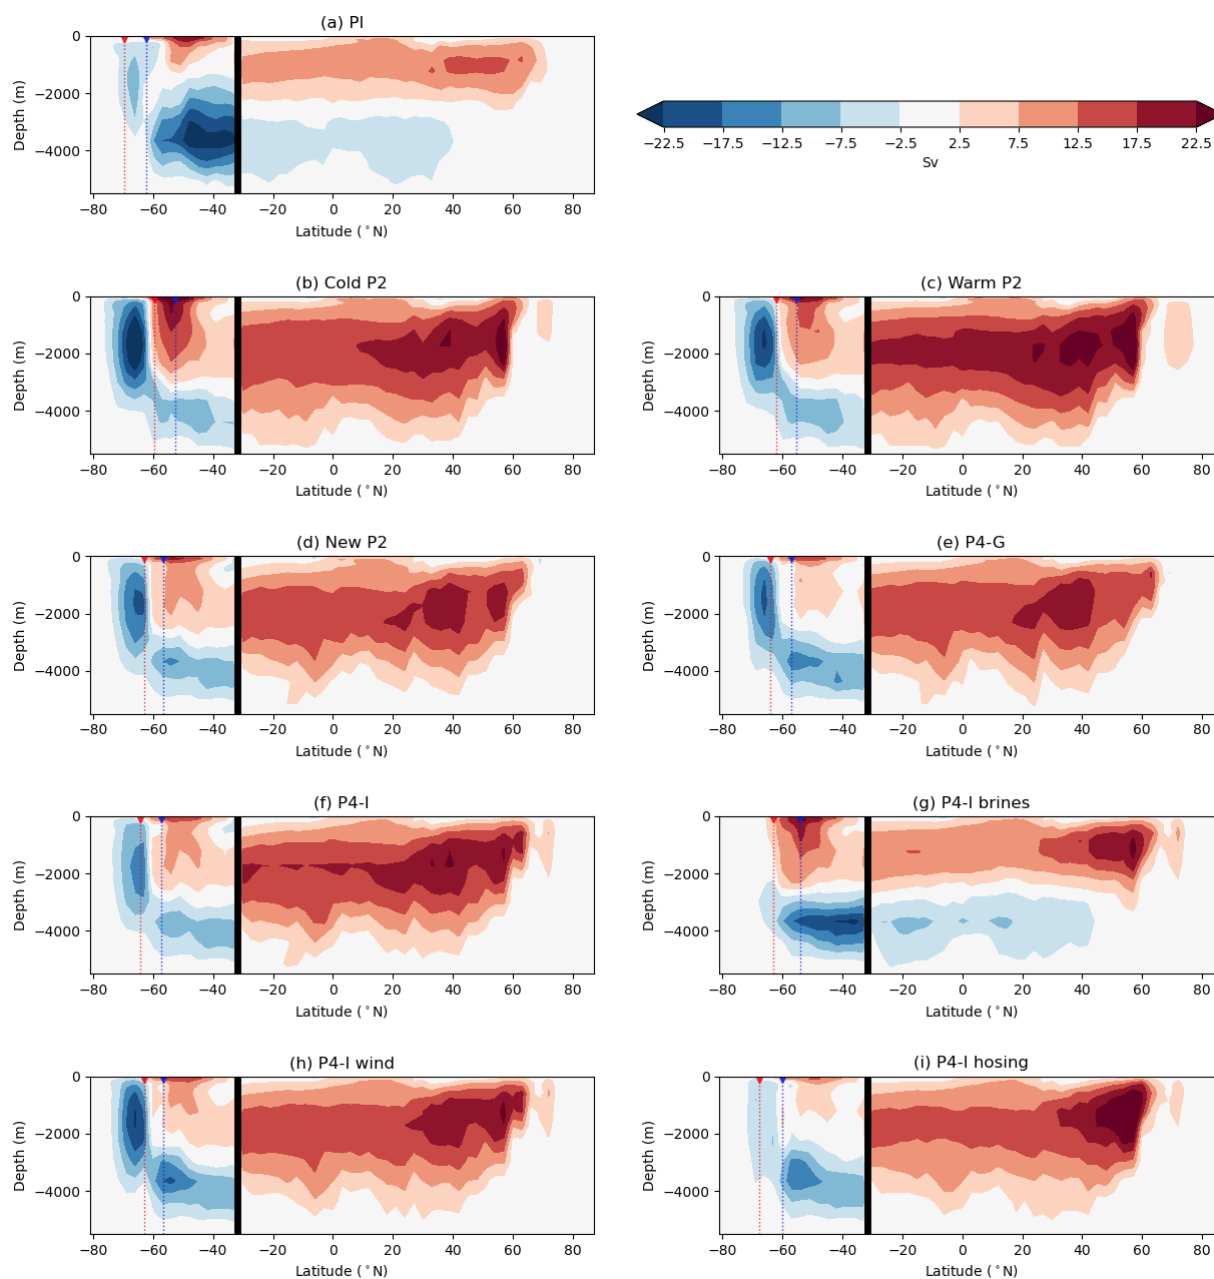 (a) PI
0
−2000
−4000
Depth (m)
−80 −60 −40 −20 0 20 40 60 80
Latitude (°N)
−22.5 −17.5 −12.5 −7.5 −2.5 2.5 7.5 12.5 17.5 22.5
Sv
(b) Cold P2
0
−2000
−4000
Depth (m)
−80 −60 −40 −20 0 20 40 60 80
Latitude (°N)
(c) Warm P2
0
−2000
−4000
Depth (m)
−80 −60 −40 −20 0 20 40 60 80
Latitude (°N)
(d) New P2
0
−2000
−4000
Depth (m)
−80 −60 −40 −20 0 20 40 60 80
Latitude (°N)
(e) P4-G
0
−2000
−4000
Depth (m)
−80 −60 −40 −20 0 20 40 60 80
Latitude (°N)
(f) P4-I
0
−2000
−4000
Depth (m)
−80 −60 −40 −20 0 20 40 60 80
Latitude (°N)
(g) P4-I brines
0
−2000
−4000
Depth (m)
−80 −60 −40 −20 0 20 40 60 80
Latitude (°N)
(h) P4-I wind
0
−2000
−4000
Depth (m)
−80 −60 −40 −20 0 20 40 60 80
Latitude (°N)
(i) P4-I hosing
0
−2000
−4000
Depth (m)
−80 −60 −40 −20 0 20 40 60 80
Latitude (°N)